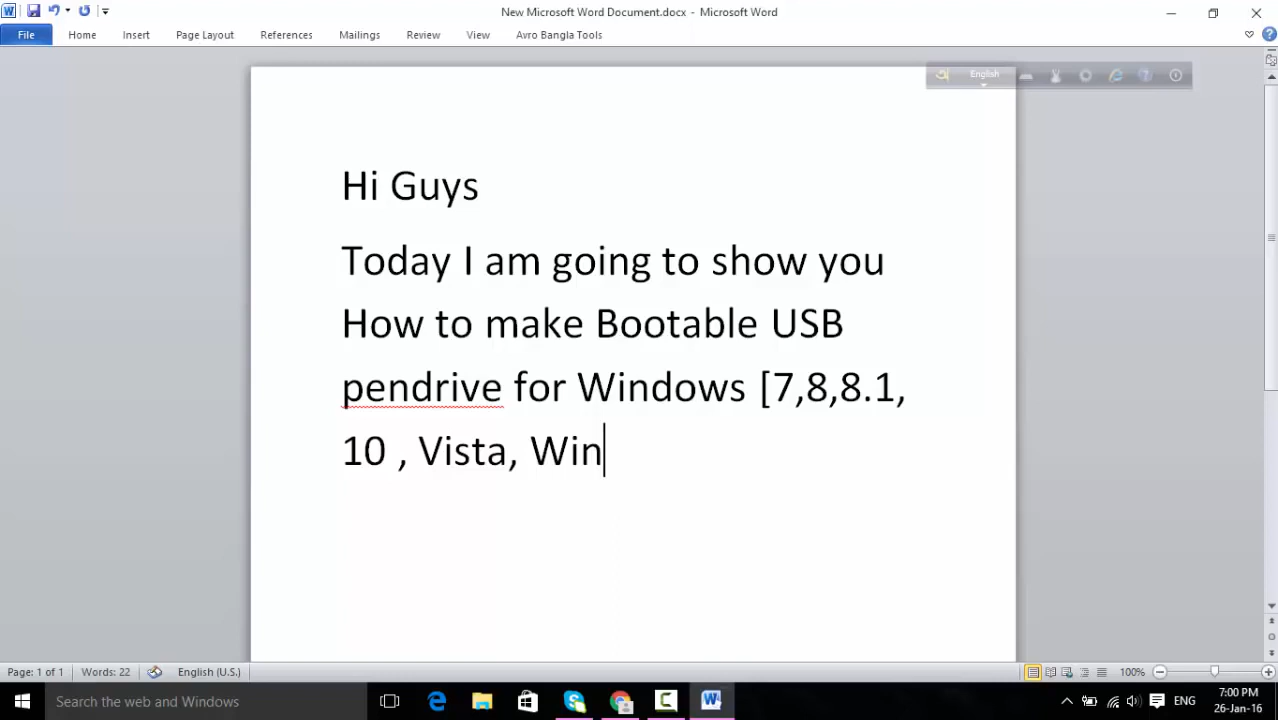 New Microsoft Word Document.docx - Microsoft Word
File Home Insert Page Layout References Mailings Review View Avro Bangla Tools
English
Hi Guys
Today I am going to show you
How to make Bootable USB
pendrive for Windows [7,8,8.1,
10 , Vista, Win
Page: 1 of 1 Words: 22 English (U.S.) 100%
Search the web and Windows
ENG
7:00 PM
26-Jan-16